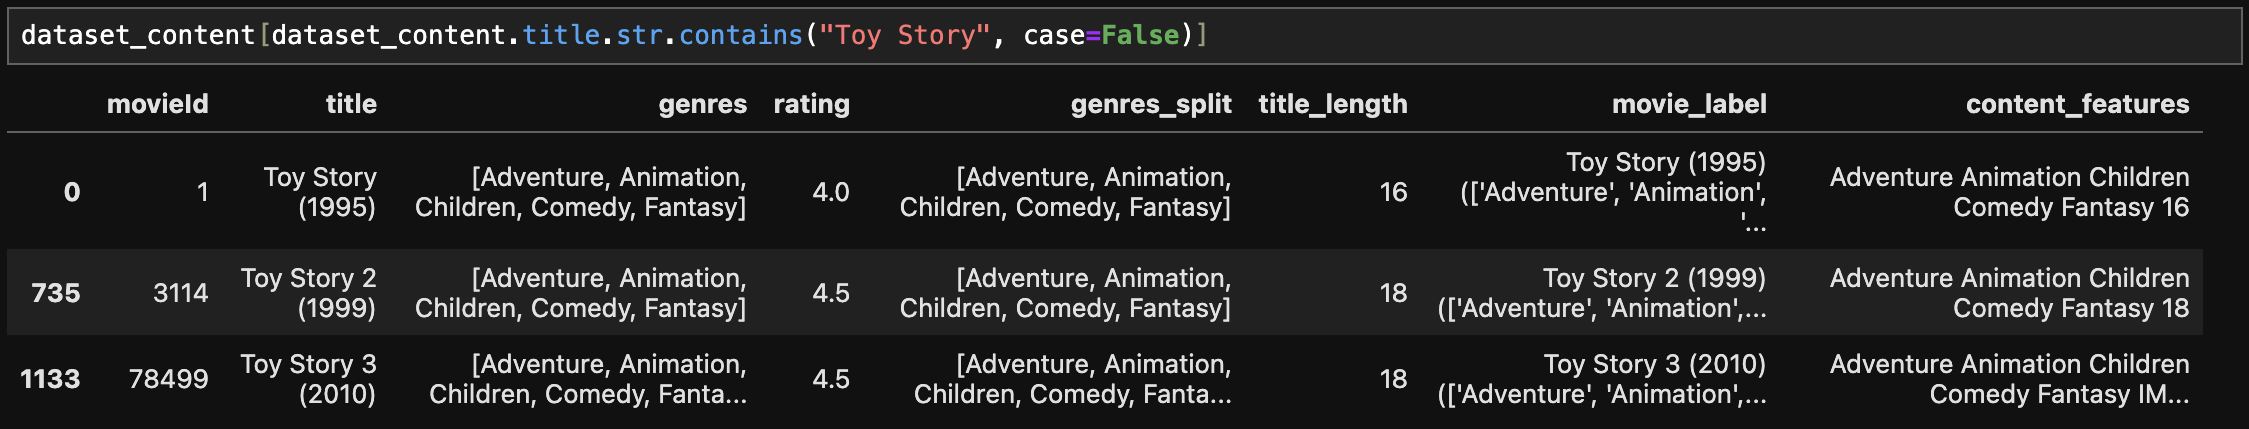 dataset_content[dataset_content.title.str.contains("Toy Story", case=False)]
movieId title genres rating genres_split title_length movie_label content_features
0 1 Toy Story (1995) [Adventure, Animation, Children, Comedy, Fantasy] 4.0 [Adventure, Animation, Children, Comedy, Fantasy] 16 Toy Story (1995) (['Adventure', 'Animation', '... Adventure Animation Children Comedy Fantasy 16
735 3114 Toy Story 2 (1999) [Adventure, Animation, Children, Comedy, Fantasy] 4.5 [Adventure, Animation, Children, Comedy, Fantasy] 18 Toy Story 2 (1999) (['Adventure', 'Animation',... Adventure Animation Children Comedy Fantasy 18
1133 78499 Toy Story 3 (2010) [Adventure, Animation, Children, Comedy, Fanta... 4.5 [Adventure, Animation, Children, Comedy, Fanta... 18 Toy Story 3 (2010) (['Adventure', 'Animation',... Adventure Animation Children Comedy Fantasy IM...